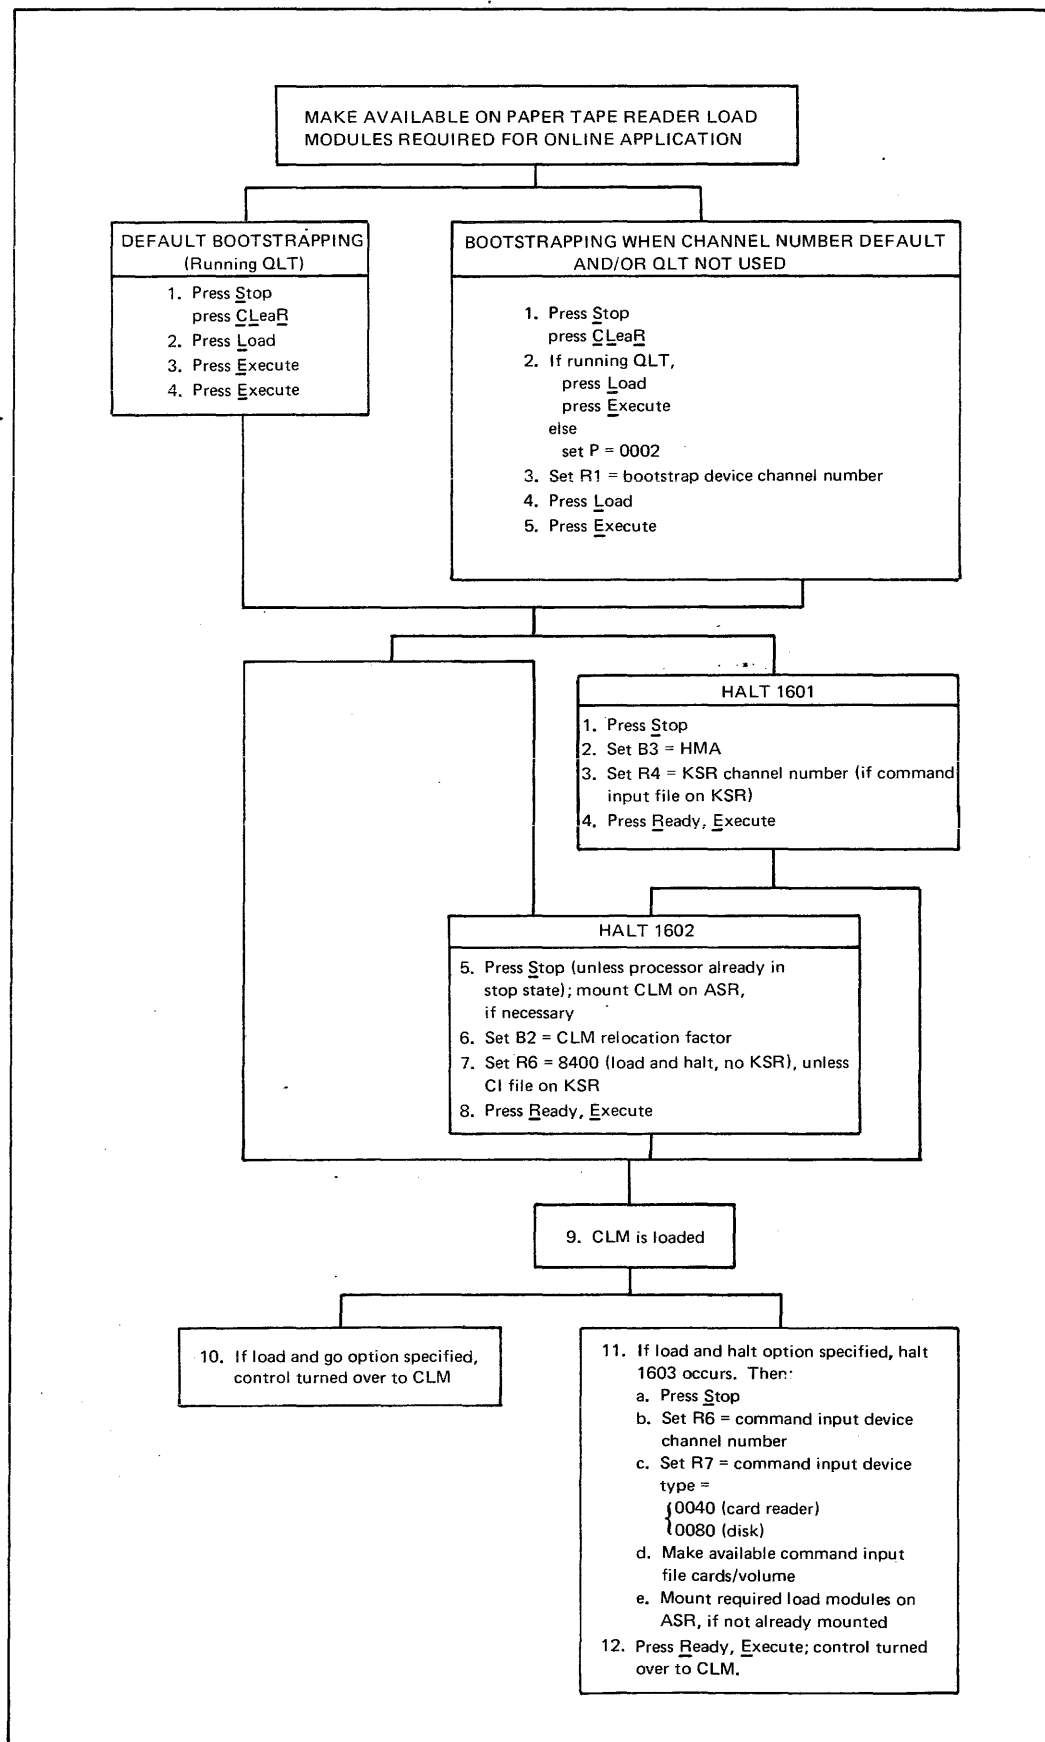 MAKE AVAILABLE ON PAPER TAPE READER LOAD
MODULES REQUIRED FOR ONLINE APPLICATION
DEFAULT BOOTSTRAPPING
(Running QLT)
1. Press Stop
press CLeaR
2. Press Load
3. Press Execute
4. Press Execute
BOOTSTRAPPING WHEN CHANNEL NUMBER DEFAULT
AND/OR QLT NOT USED
1. Press Stop
press CLeaR
2. If running QLT,
press Load
press Execute
else
set P = 0002
3. Set R1 = bootstrap device channel number
4. Press Load
5. Press Execute
HALT 1601
1. Press Stop
2. Set B3 = HMA
3. Set R4 = KSR channel number (if command
input file on KSR)
4. Press Ready, Execute
HALT 1602
5. Press Stop (unless processor already in
stop state); mount CLM on ASR,
if necessary
6. Set B2 = CLM relocation factor
7. Set R6 = 8400 (load and halt, no KSR), unless
CI file on KSR
8. Press Ready, Execute
9. CLM is loaded
10. If load and go option specified,
control turned over to CLM
11. If load and halt option specified, halt
1603 occurs. Then:
a. Press Stop
b. Set R6 = command input device
channel number
c. Set R7 = command input device
type =
{0040 (card reader)
0080 (disk)
d. Make available command input
file cards/volume
e. Mount required load modules on
ASR, if not already mounted
12. Press Ready, Execute; control turned
over to CLM.